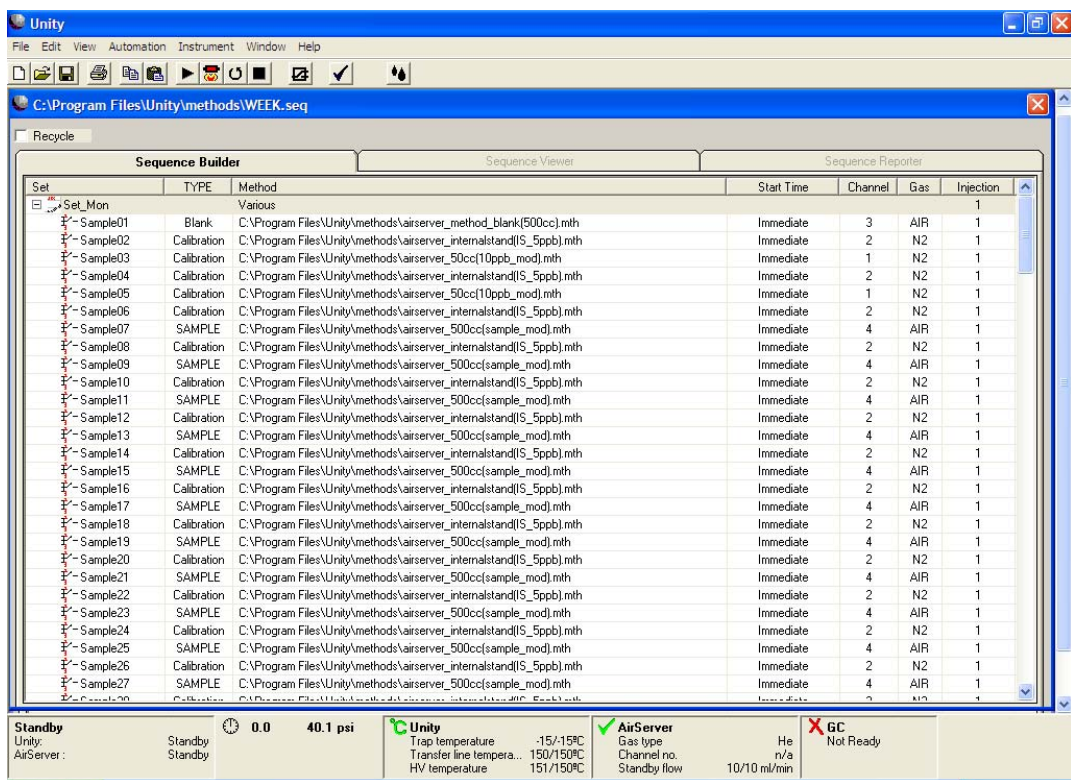 Unity
File Edit View Automation Instrument Window Help
C:\Program Files\Unity\methods\WEEK.seq
Recycle
Sequence Builder Sequence Viewer Sequence Reporter
Set TYPE Method Start Time Channel Gas Injection
Set_Mon Various 1
Sample01 Blank C:\Program Files\Unity\methods\airserver_method_blank(500cc).mth Immediate 3 AIR 1
Sample02 Calibration C:\Program Files\Unity\methods\airserver_internalstand(IS_5ppb).mth Immediate 2 N2 1
Sample03 Calibration C:\Program Files\Unity\methods\airserver_50cc(10ppb_mod).mth Immediate 1 N2 1
Sample04 Calibration C:\Program Files\Unity\methods\airserver_internalstand(IS_5ppb).mth Immediate 2 N2 1
Sample05 Calibration C:\Program Files\Unity\methods\airserver_50cc(10ppb_mod).mth Immediate 1 N2 1
Sample06 Calibration C:\Program Files\Unity\methods\airserver_internalstand(IS_5ppb).mth Immediate 2 N2 1
Sample07 SAMPLE C:\Program Files\Unity\methods\airserver_500cc(sample_mod).mth Immediate 4 AIR 1
Sample08 Calibration C:\Program Files\Unity\methods\airserver_internalstand(IS_5ppb).mth Immediate 2 N2 1
Sample09 SAMPLE C:\Program Files\Unity\methods\airserver_500cc(sample_mod).mth Immediate 4 AIR 1
Sample10 Calibration C:\Program Files\Unity\methods\airserver_internalstand(IS_5ppb).mth Immediate 2 N2 1
Sample11 SAMPLE C:\Program Files\Unity\methods\airserver_500cc(sample_mod).mth Immediate 4 AIR 1
Sample12 Calibration C:\Program Files\Unity\methods\airserver_internalstand(IS_5ppb).mth Immediate 2 N2 1
Sample13 SAMPLE C:\Program Files\Unity\methods\airserver_500cc(sample_mod).mth Immediate 4 AIR 1
Sample14 Calibration C:\Program Files\Unity\methods\airserver_internalstand(IS_5ppb).mth Immediate 2 N2 1
Sample15 SAMPLE C:\Program Files\Unity\methods\airserver_500cc(sample_mod).mth Immediate 4 AIR 1
Sample16 Calibration C:\Program Files\Unity\methods\airserver_internalstand(IS_5ppb).mth Immediate 2 N2 1
Sample17 SAMPLE C:\Program Files\Unity\methods\airserver_500cc(sample_mod).mth Immediate 4 AIR 1
Sample18 Calibration C:\Program Files\Unity\methods\airserver_internalstand(IS_5ppb).mth Immediate 2 N2 1
Sample19 SAMPLE C:\Program Files\Unity\methods\airserver_500cc(sample_mod).mth Immediate 4 AIR 1
Sample20 Calibration C:\Program Files\Unity\methods\airserver_internalstand(IS_5ppb).mth Immediate 2 N2 1
Sample21 SAMPLE C:\Program Files\Unity\methods\airserver_500cc(sample_mod).mth Immediate 4 AIR 1
Sample22 Calibration C:\Program Files\Unity\methods\airserver_internalstand(IS_5ppb).mth Immediate 2 N2 1
Sample23 SAMPLE C:\Program Files\Unity\methods\airserver_500cc(sample_mod).mth Immediate 4 AIR 1
Sample24 Calibration C:\Program Files\Unity\methods\airserver_internalstand(IS_5ppb).mth Immediate 2 N2 1
Sample25 SAMPLE C:\Program Files\Unity\methods\airserver_500cc(sample_mod).mth Immediate 4 AIR 1
Sample26 Calibration C:\Program Files\Unity\methods\airserver_internalstand(IS_5ppb).mth Immediate 2 N2 1
Sample27 SAMPLE C:\Program Files\Unity\methods\airserver_500cc(sample_mod).mth Immediate 4 AIR 1
Standby 0.0 40.1 psi °C Unity AirServer GC
Unity: Standby Trap temperature -15/-15ºC Gas type He Not Ready
AirServer : Standby Transfer line tempera... 150/150ºC Channel no. n/a
HV temperature 151/150ºC Standby flow 10/10 ml/min